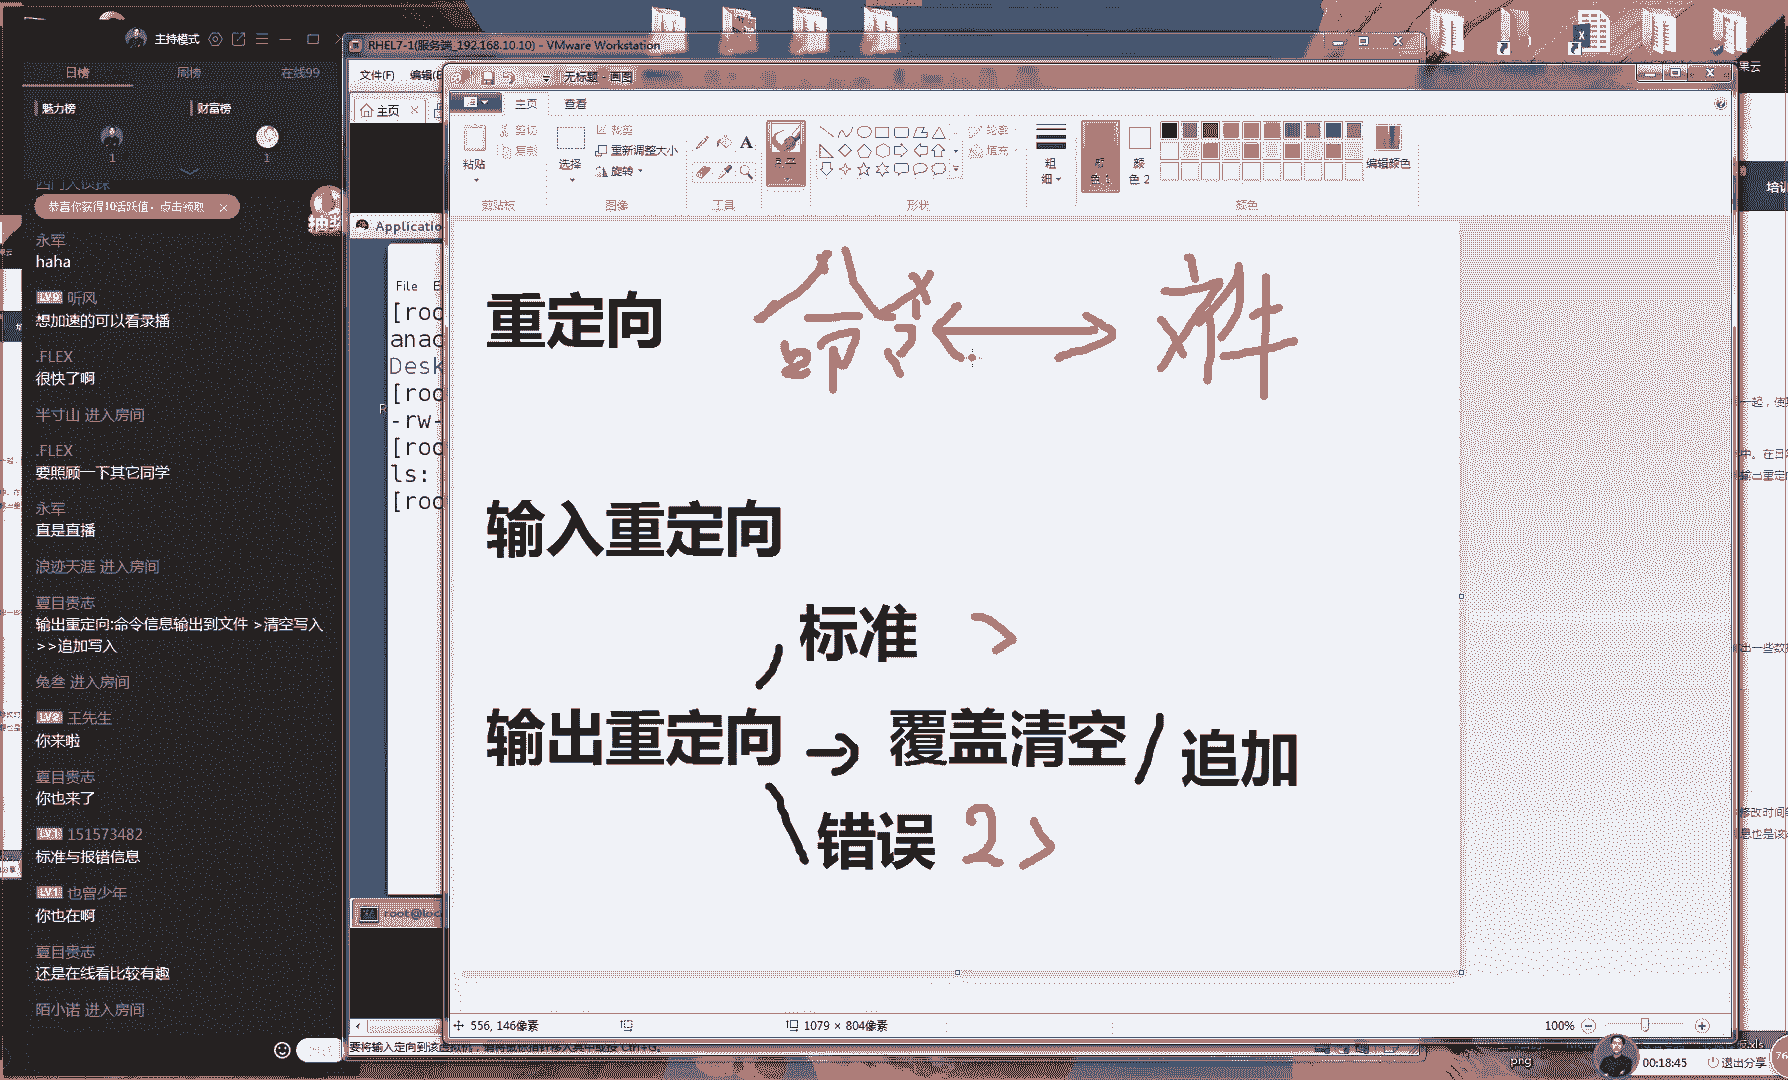 主持模式
日榜 周榜 在线99
魅力榜 财富榜
1 1
恭喜你获得10活跃值，点击领取
永军
haha
LV9 听风
想加速的可以看录播
.FLEX
很快了啊
半寸山 进入房间
.FLEX
要照顾一下其它同学
永军
直是直播
浪迹天涯 进入房间
夏目贵志
输出重定向:命令信息输出到文件 >清空写入
>>追加写入
兔叁 进入房间
LV2 王先生
你来啦
夏目贵志
你也来了
LV1 151573482
标准与报错信息
LV1 也曾少年
你也在啊
夏目贵志
还是在线看比较有趣
陌小诺 进入房间
RHEL7-1(服务端_192.168.10.10) - VMware Workstation
文件(F) 编辑(E
主页
Applicatio
File E
[roo
anac
Desk
[roo
-rw-
[roo
ls:
[roo
root@loc
无标题 - 画图
主页 查看
粘贴 剪切
复制
选择 裁剪
重新调整大小
旋转
粗细
颜色 1
颜色 2
编辑颜色
轮廓
填充
剪贴板 图像 工具 形状 颜色
重定向 命令 文件
输入重定向
标准 >
输出重定向 覆盖清空 / 追加
错误 2>
556, 146像素
1079 × 804像素
100%
png
00:18:45
退出分享
培训
果云